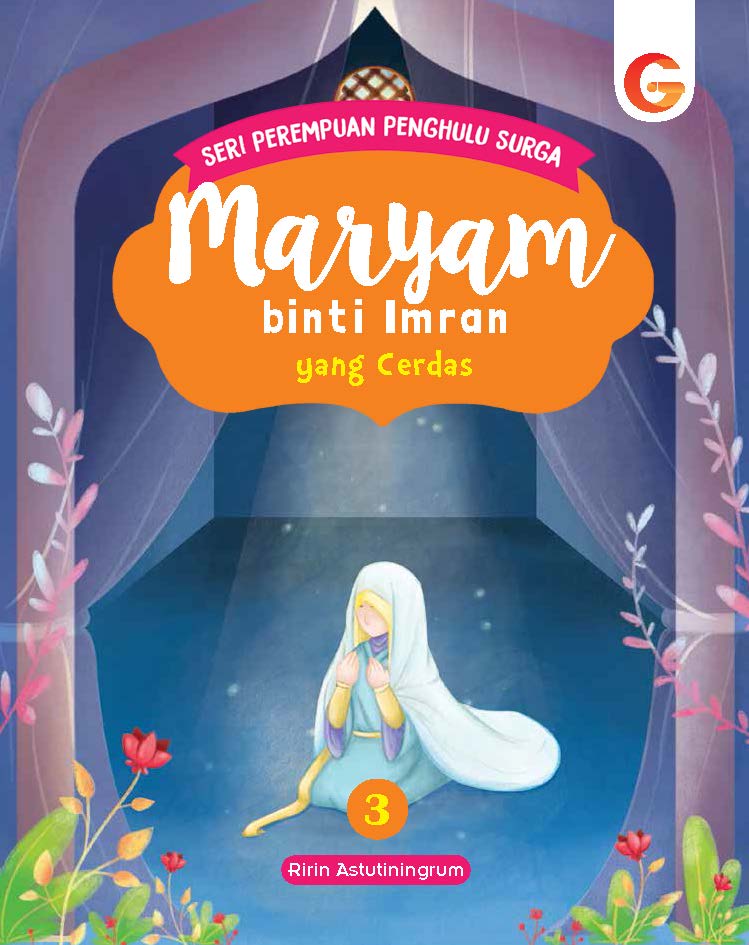 SERI PEREMPUAN PENGHULU SURGA
Maryam
binti Imran
yang Cerdas
3
Ririn Astutiningrum